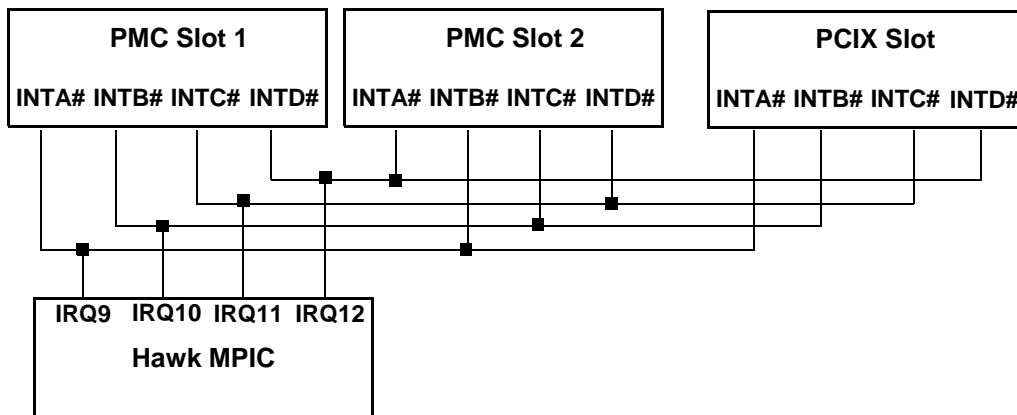 PMC Slot 1
INTA# INTB# INTC# INTD#
PMC Slot 2
INTA# INTB# INTC# INTD#
PCIX Slot
INTA# INTB# INTC# INTD#
IRQ9 IRQ10 IRQ11 IRQ12
Hawk MPIC